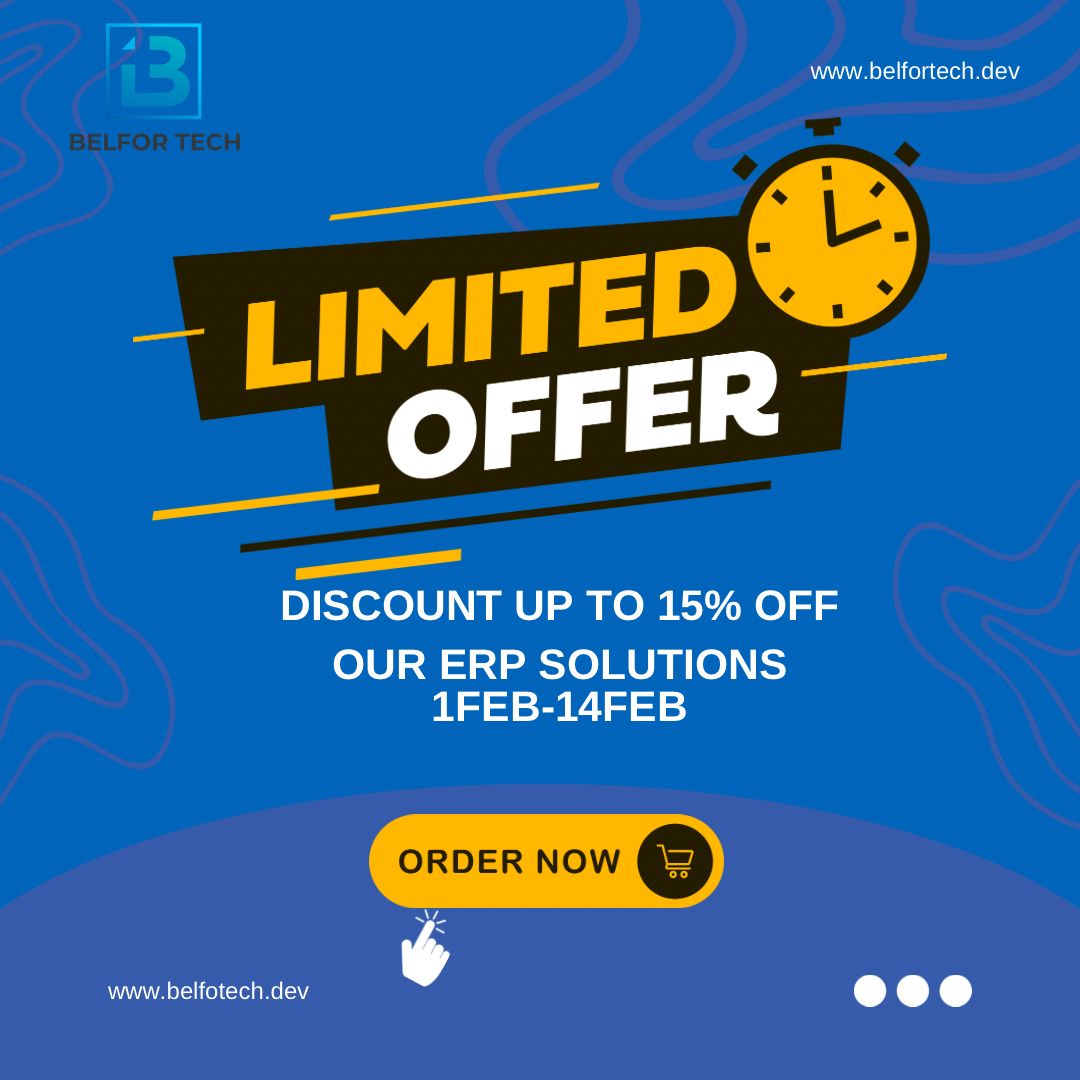 BELFOR TECH
www.belfortech.dev
LIMITED
OFFER
DISCOUNT UP TO 15% OFF
OUR ERP SOLUTIONS
1FEB-14FEB
ORDER NOW
www.belfotech.dev